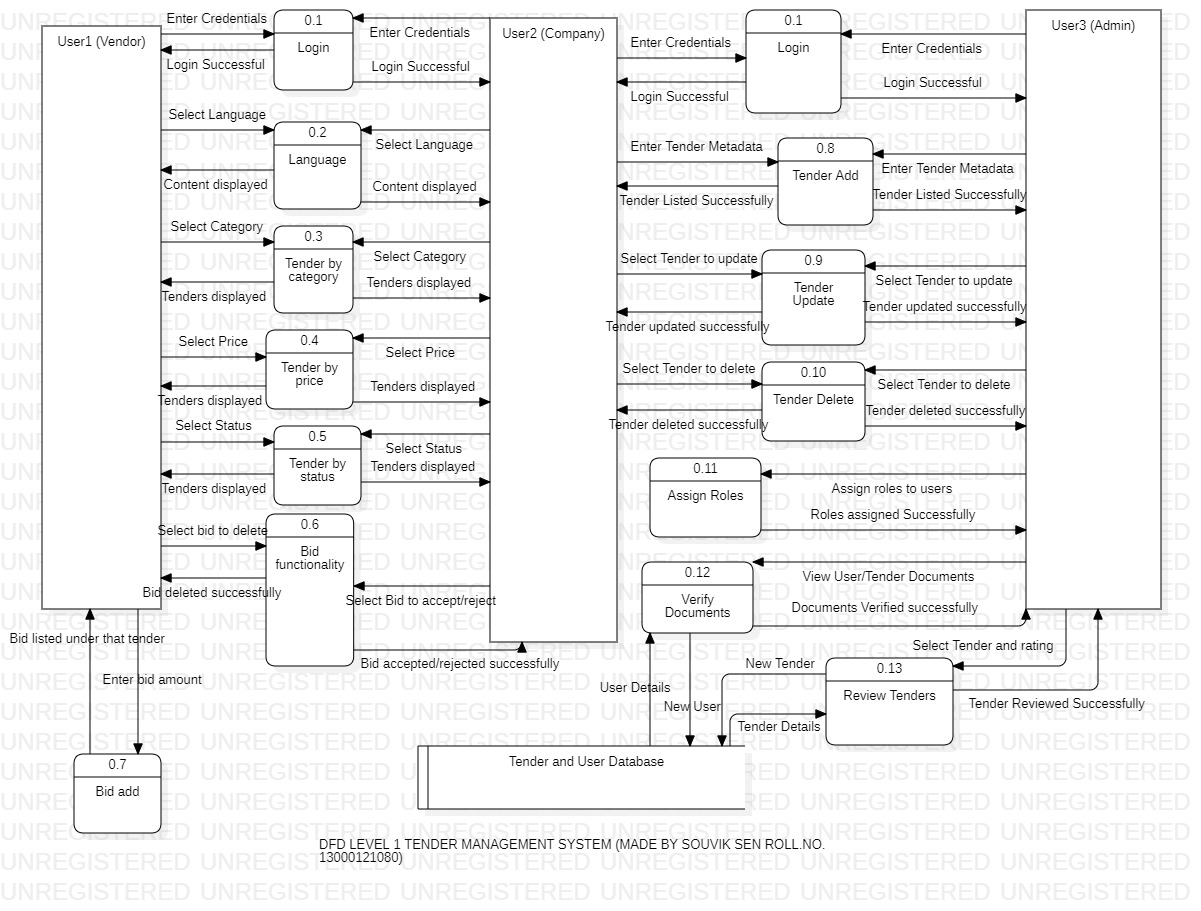 User1 (Vendor)
Enter Credentials
Login Successful
0.1
Login
Enter Credentials
Login Successful
User2 (Company)
Enter Credentials
Login Successful
0.1
Login
Enter Credentials
Login Successful
User3 (Admin)
Select Language
Content displayed
0.2
Language
Select Language
Content displayed
Enter Tender Metadata
Tender Listed Successfully
0.8
Tender Add
Enter Tender Metadata
Tender Listed Successfully
Select Category
Tenders displayed
0.3
Tender by
category
Select Category
Tenders displayed
Select Tender to update
Tender updated successfully
0.9
Tender
Update
Select Tender to update
Tender updated successfully
Select Price
Tenders displayed
0.4
Tender by
price
Select Price
Tenders displayed
Select Tender to delete
Tender deleted successfully
0.10
Tender Delete
Select Tender to delete
Tender deleted successfully
Select Status
Tenders displayed
0.5
Tender by
status
Select Status
Tenders displayed
0.11
Assign Roles
Assign roles to users
Roles assigned Successfully
Select bid to delete
Bid deleted successfully
0.6
Bid
functionality
Select Bid to accept/reject
Bid accepted/rejected successfully
0.12
Verify
Documents
View User/Tender Documents
Documents Verified successfully
Bid listed under that tender
Enter bid amount
0.7
Bid add
User Details
New User
New Tender
Tender Details
0.13
Review Tenders
Select Tender and rating
Tender Reviewed Successfully
Tender and User Database
DFD LEVEL 1 TENDER MANAGEMENT SYSTEM (MADE BY SOUVIK SEN ROLL.NO.
13000121080)
UNREGISTERED UNREGISTERED UNREGISTERED UNREGISTERED UNREGISTERED UNREGISTERED